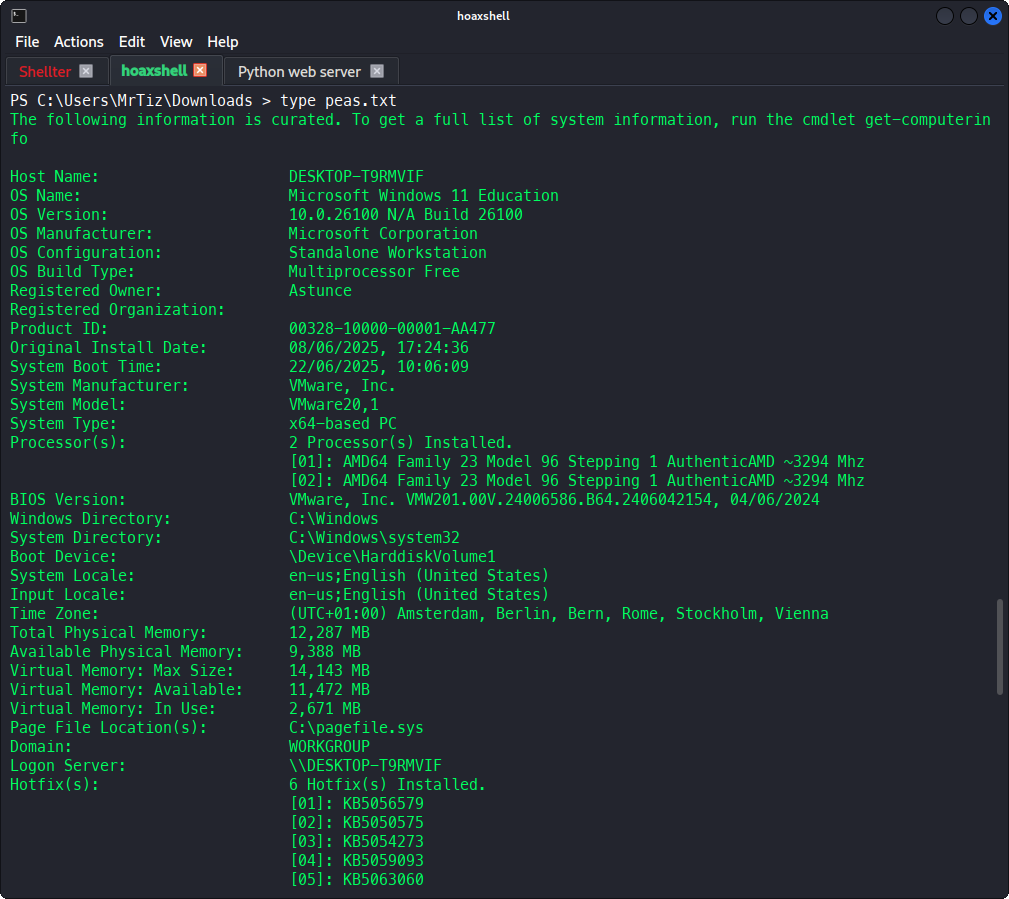 hoaxshell
File Actions Edit View Help
Shellter hoaxshell Python web server
PS C:\Users\MrTiz\Downloads > type peas.txt
The following information is curated. To get a full list of system information, run the cmdlet get-computerin
fo
Host Name: DESKTOP-T9RMVIF
OS Name: Microsoft Windows 11 Education
OS Version: 10.0.26100 N/A Build 26100
OS Manufacturer: Microsoft Corporation
OS Configuration: Standalone Workstation
OS Build Type: Multiprocessor Free
Registered Owner: Astunce
Registered Organization:
Product ID: 00328-10000-00001-AA477
Original Install Date: 08/06/2025, 17:24:36
System Boot Time: 22/06/2025, 10:06:09
System Manufacturer: VMware, Inc.
System Model: VMware20,1
System Type: x64-based PC
Processor(s): 2 Processor(s) Installed.
[01]: AMD64 Family 23 Model 96 Stepping 1 AuthenticAMD ~3294 Mhz
[02]: AMD64 Family 23 Model 96 Stepping 1 AuthenticAMD ~3294 Mhz
BIOS Version: VMware, Inc. VMW201.00V.24006586.B64.2406042154, 04/06/2024
Windows Directory: C:\Windows
System Directory: C:\Windows\system32
Boot Device: \Device\HarddiskVolume1
System Locale: en-us;English (United States)
Input Locale: en-us;English (United States)
Time Zone: (UTC+01:00) Amsterdam, Berlin, Bern, Rome, Stockholm, Vienna
Total Physical Memory: 12,287 MB
Available Physical Memory: 9,388 MB
Virtual Memory: Max Size: 14,143 MB
Virtual Memory: Available: 11,472 MB
Virtual Memory: In Use: 2,671 MB
Page File Location(s): C:\pagefile.sys
Domain: WORKGROUP
Logon Server: \\DESKTOP-T9RMVIF
Hotfix(s): 6 Hotfix(s) Installed.
[01]: KB5056579
[02]: KB5050575
[03]: KB5054273
[04]: KB5059093
[05]: KB5063060